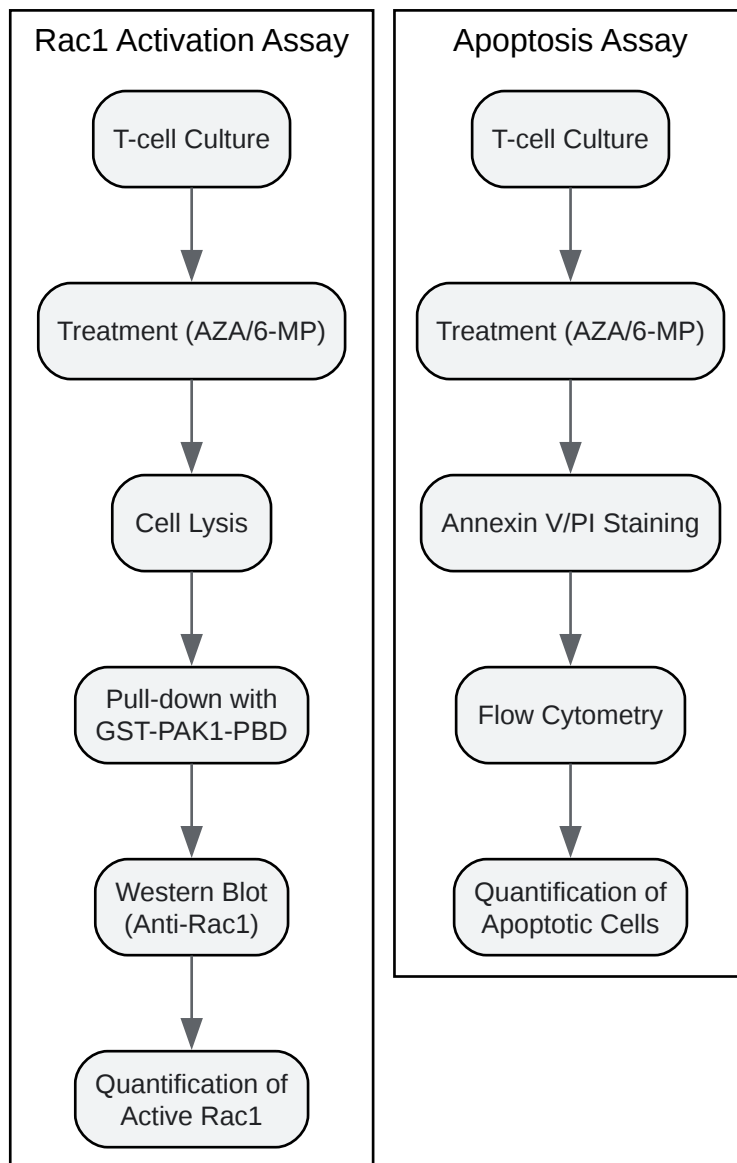 Rac1 Activation Assay
T-cell Culture
Treatment (AZA/6-MP)
Cell Lysis
Pull-down with
GST-PAK1-PBD
Western Blot
(Anti-Rac1)
Quantification of
Active Rac1
Apoptosis Assay
T-cell Culture
Treatment (AZA/6-MP)
Annexin V/PI Staining
Flow Cytometry
Quantification of
Apoptotic Cells